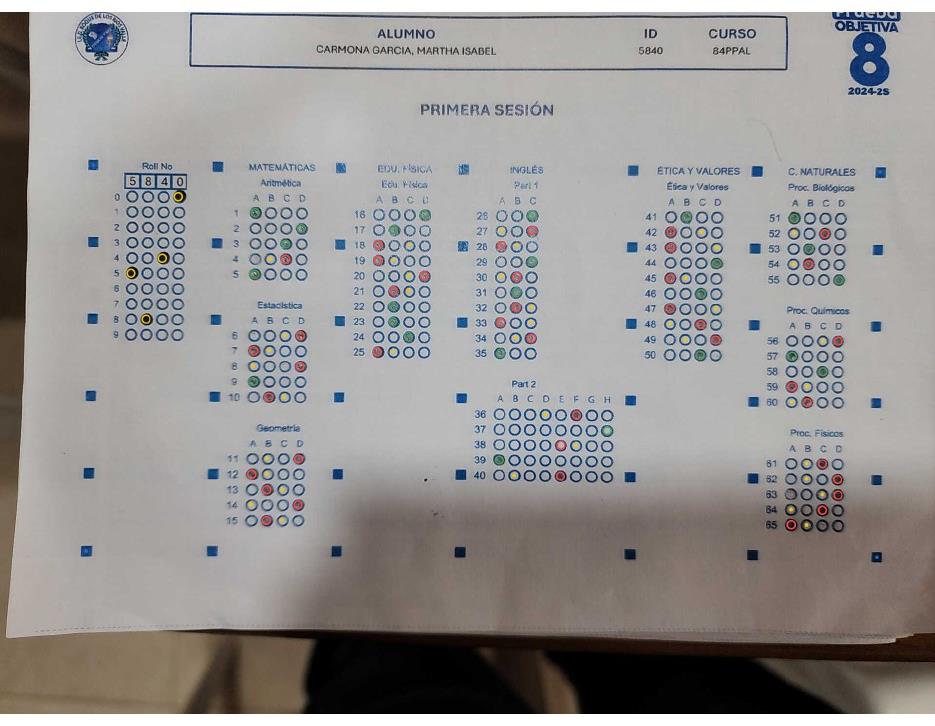 I.E.D. ROQUE DE LOS RIOS VALLE
Prueba
OBJETIVA
8
2024-2S
ALUMNO ID CURSO
CARMONA GARCIA, MARTHA ISABEL 5840 84PPAL
PRIMERA SESIÓN
Roll No
5 8 4 0
0
1
2
3
4
5
6
7
8
9
MATEMÁTICAS
Aritmética
A B C D
1
2
3
4
5
Estadística
A B C D
6
7
8
9
10
Geometría
A B C D
11
12
13
14
15
EDU. FÍSICA
Edu. Física
A B C D
16
17
18
19
20
21
22
23
24
25
INGLÉS
Part 1
A B C
26
27
28
29
30
31
32
33
34
35
Part 2
A B C D E F G H
36
37
38
39
40
ÉTICA Y VALORES
Ética y Valores
A B C D
41
42
43
44
45
46
47
48
49
50
C. NATURALES
Proc. Biológicos
A B C D
51
52
53
54
55
Proc. Químicos
A B C D
56
57
58
59
60
Proc. Físicos
A B C D
61
62
63
64
65